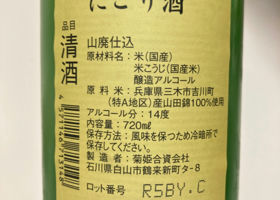 にごり酒
品目
清酒
山廃仕込
原材料名：米（国産）
米こうじ（国産米）
醸造アルコール
原料米：兵庫県三木市吉川町
（特A地区）産山田錦100%使用
アルコール分：14度
内容量：720mℓ
保存方法：風味を保つため冷暗所で
保存してください。
製造者：菊姫合資会社
石川県白山市鶴来新町タ-8
ロット番号 R5BY.C